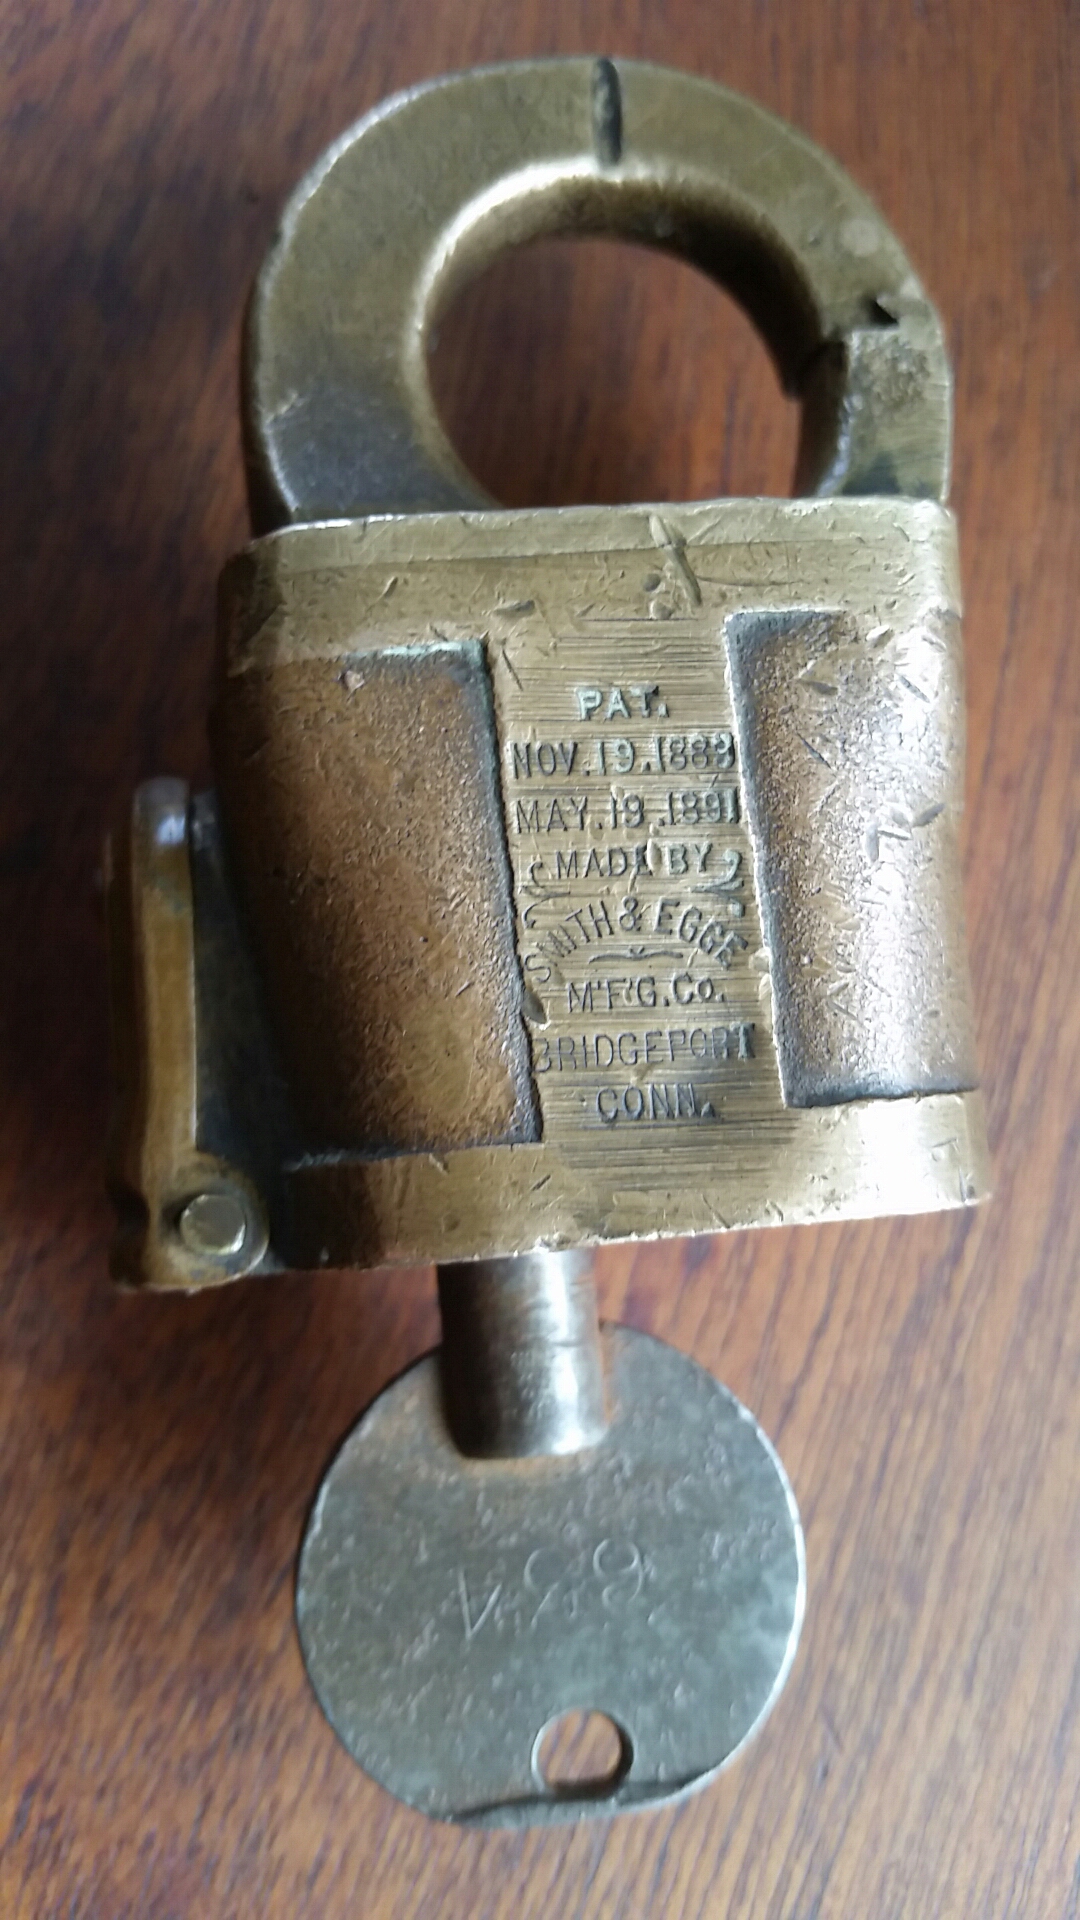 PAT.
NOV. 19. 1889
MAY. 19. 1891
MADE BY
SMITH & EGGE
M'F'G. Co.
BRIDGEPORT
CONN.